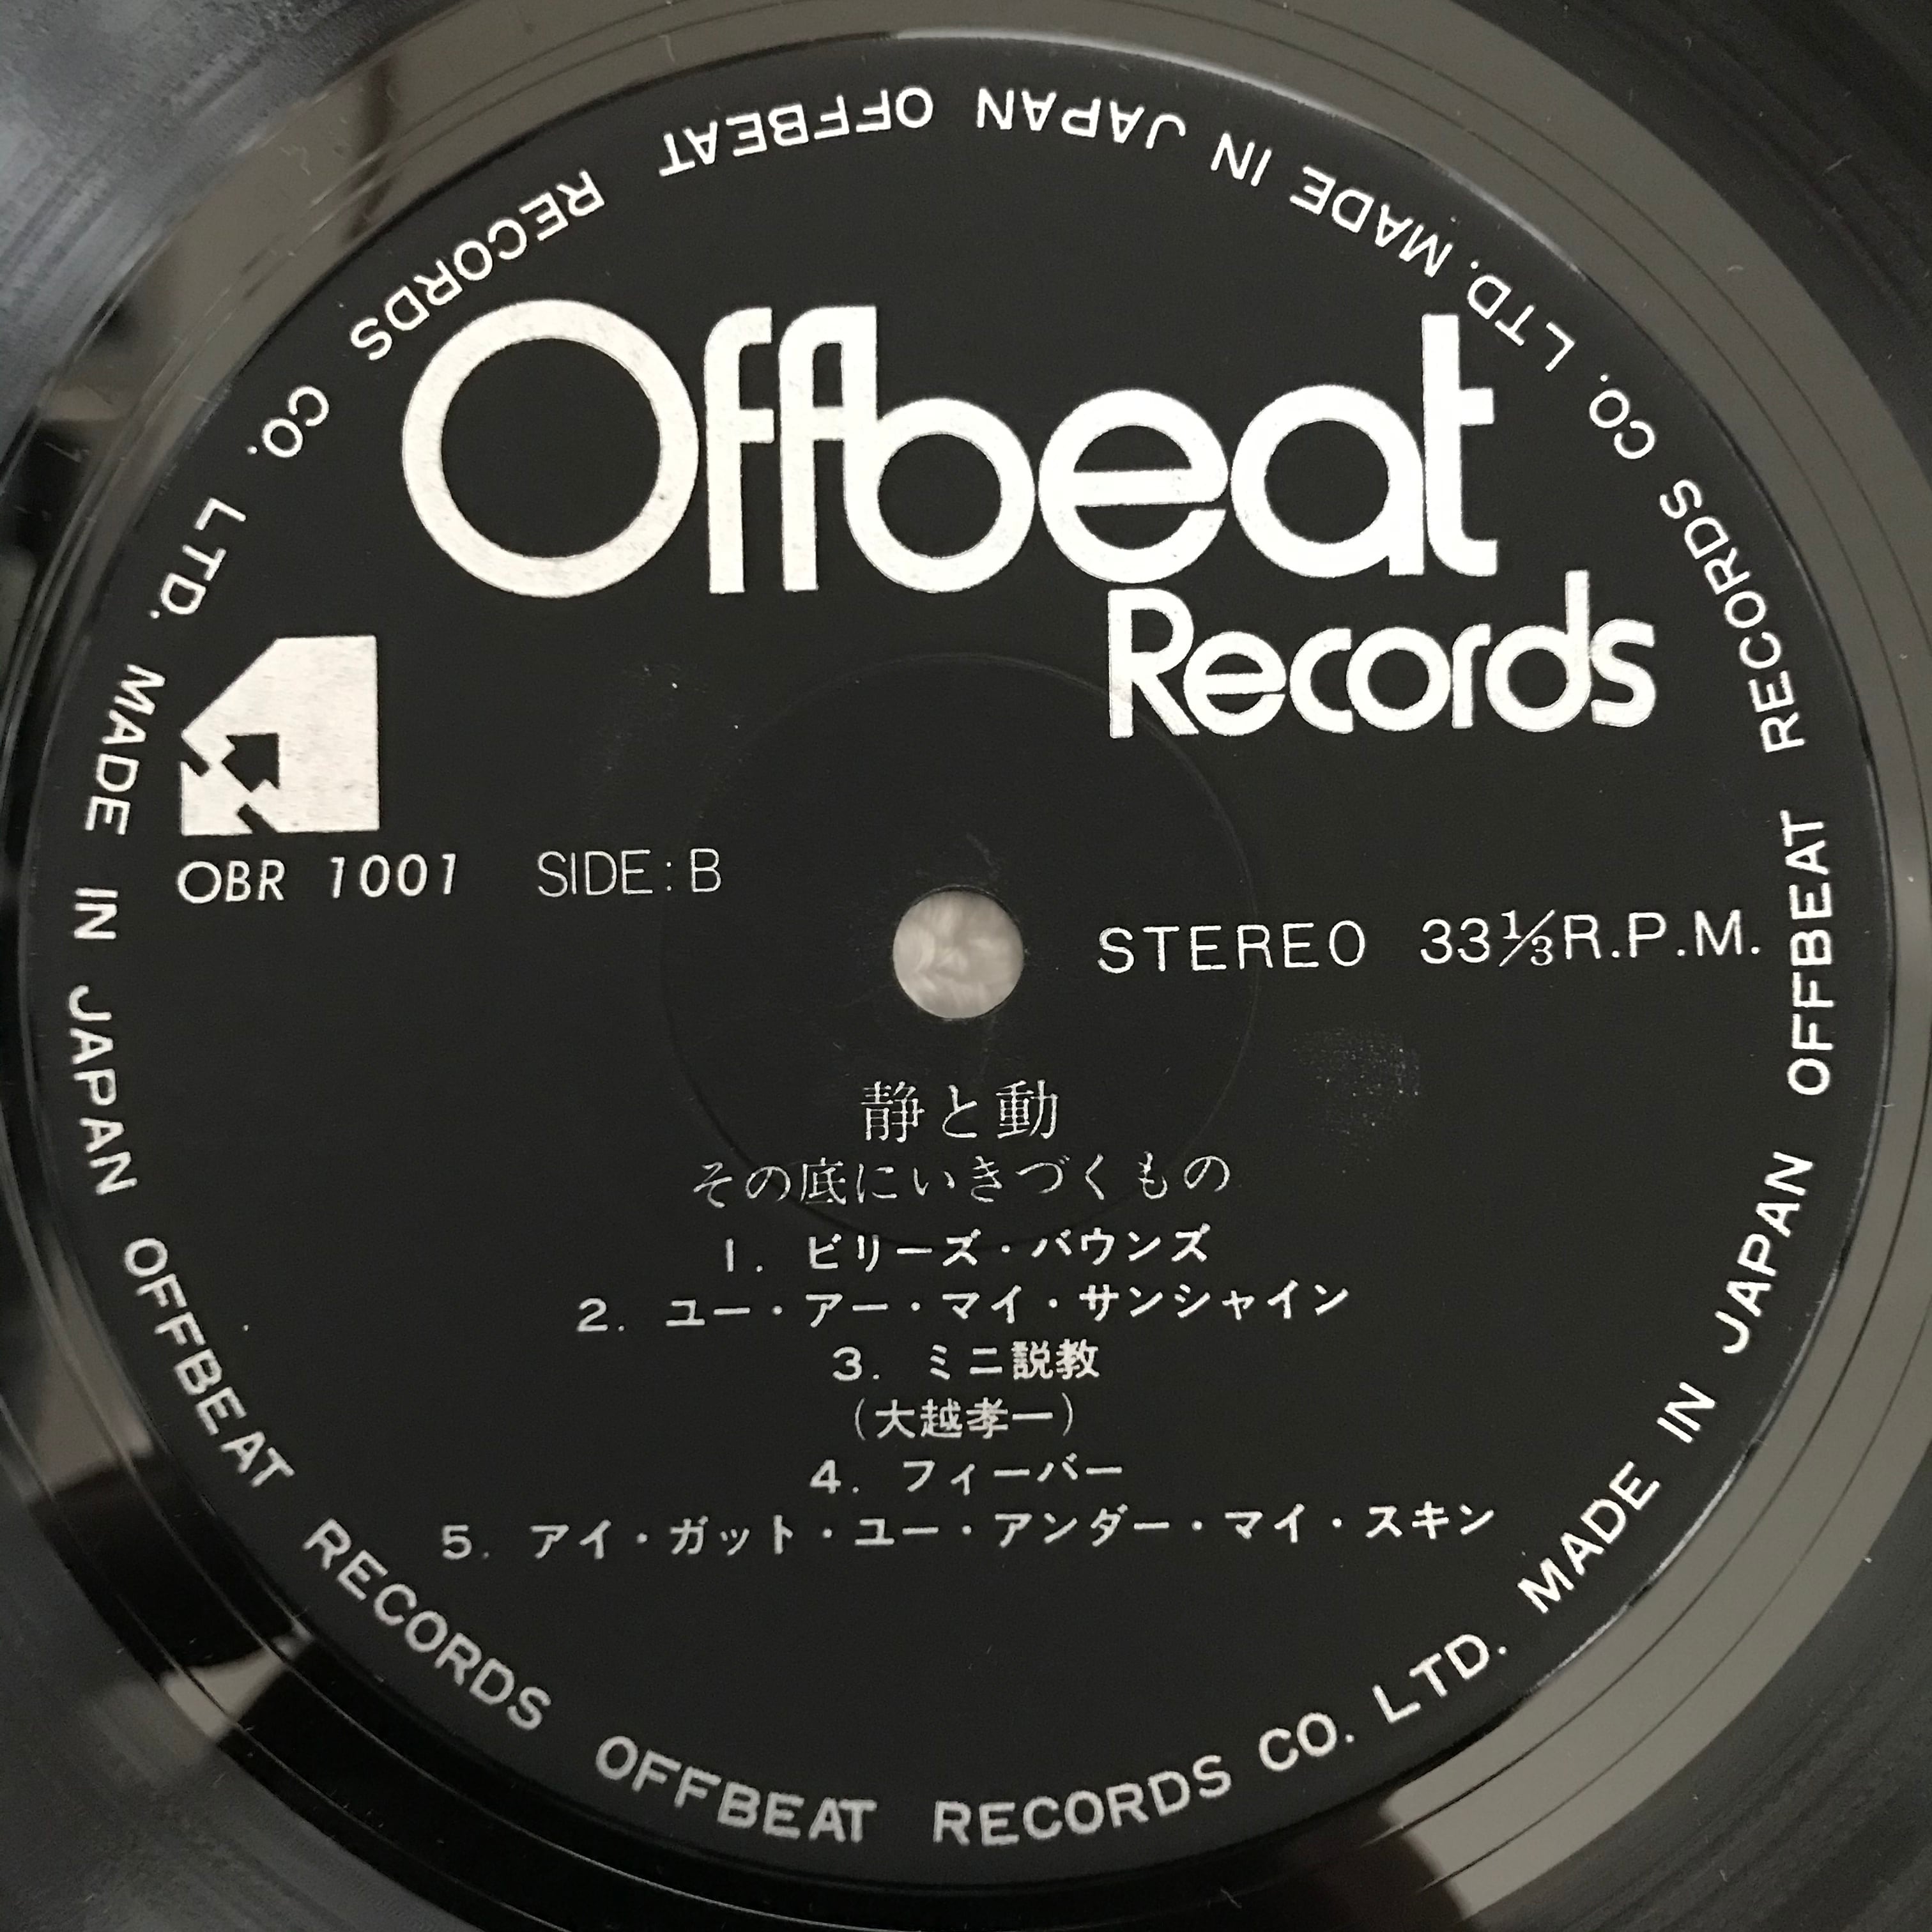 Offbeat
Records
OBR 1001 SIDE:B
STEREO 33⅓R.P.M.
静と動
その底にいきづくもの
1. ビリーズ・バウンズ
2. ユー・アー・マイ・サンシャイン
3. ミニ説教
(大越孝一)
4. フィーバー
5. アイ・ガット・ユー・アンダー・マイ・スキン
OFFBEAT RECORDS CO. LTD. MADE IN JAPAN OFFBEAT RECORDS CO. LTD. MADE IN JAPAN OFFBEAT RECORDS OFFBEAT RECORDS CO. LTD. MADE IN JAPAN